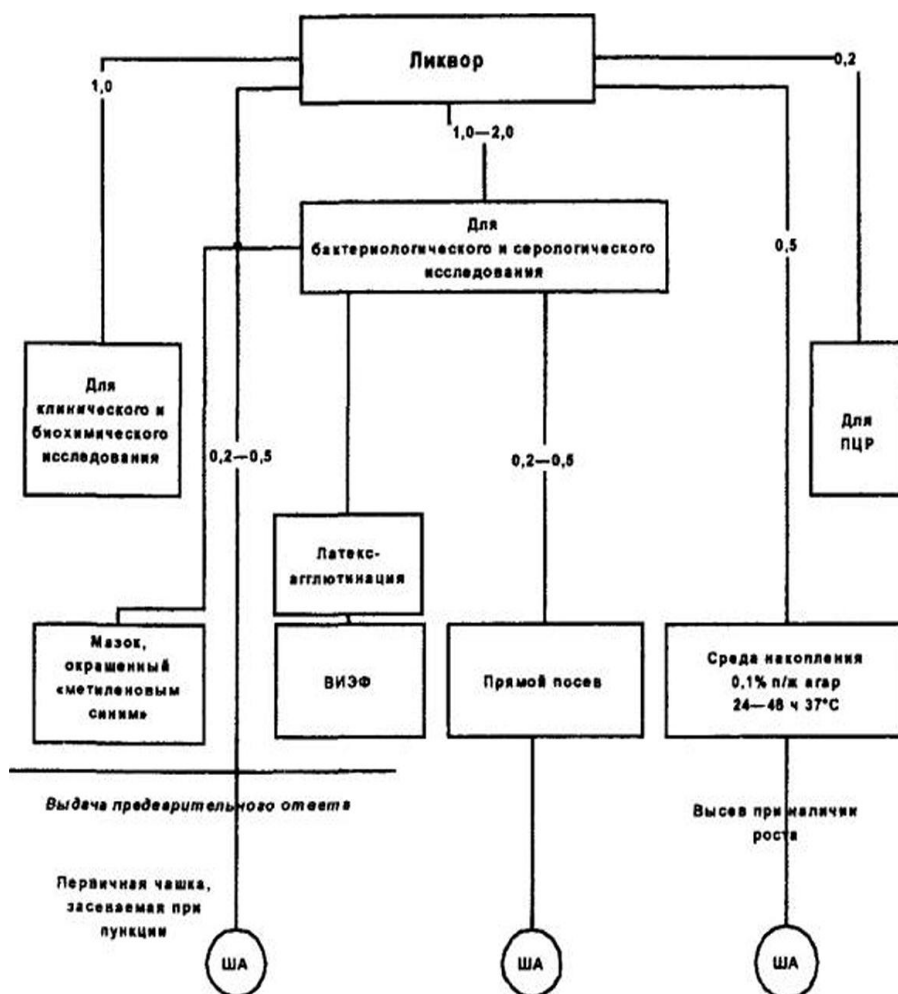 Ликвор
1,0
0,2
1,0—2,0
Для
бактериологического и серологического
исследования
0,5
Для
клинического и
биохимического
исследования
Для
ПЦР
0,2—0,5
0,2—0,5
Латекс-
агглютинация
Мазок,
окрашенный
«метиленовым
синим»
ВИЭФ
Прямой посев
Среда накопления
0,1% п/ж агар
24—48 ч 37°С
Выдача предварительного ответа
Высев при наличии
роста
Первичная чашка,
засеваемая при
пункции
ША
ША
ША